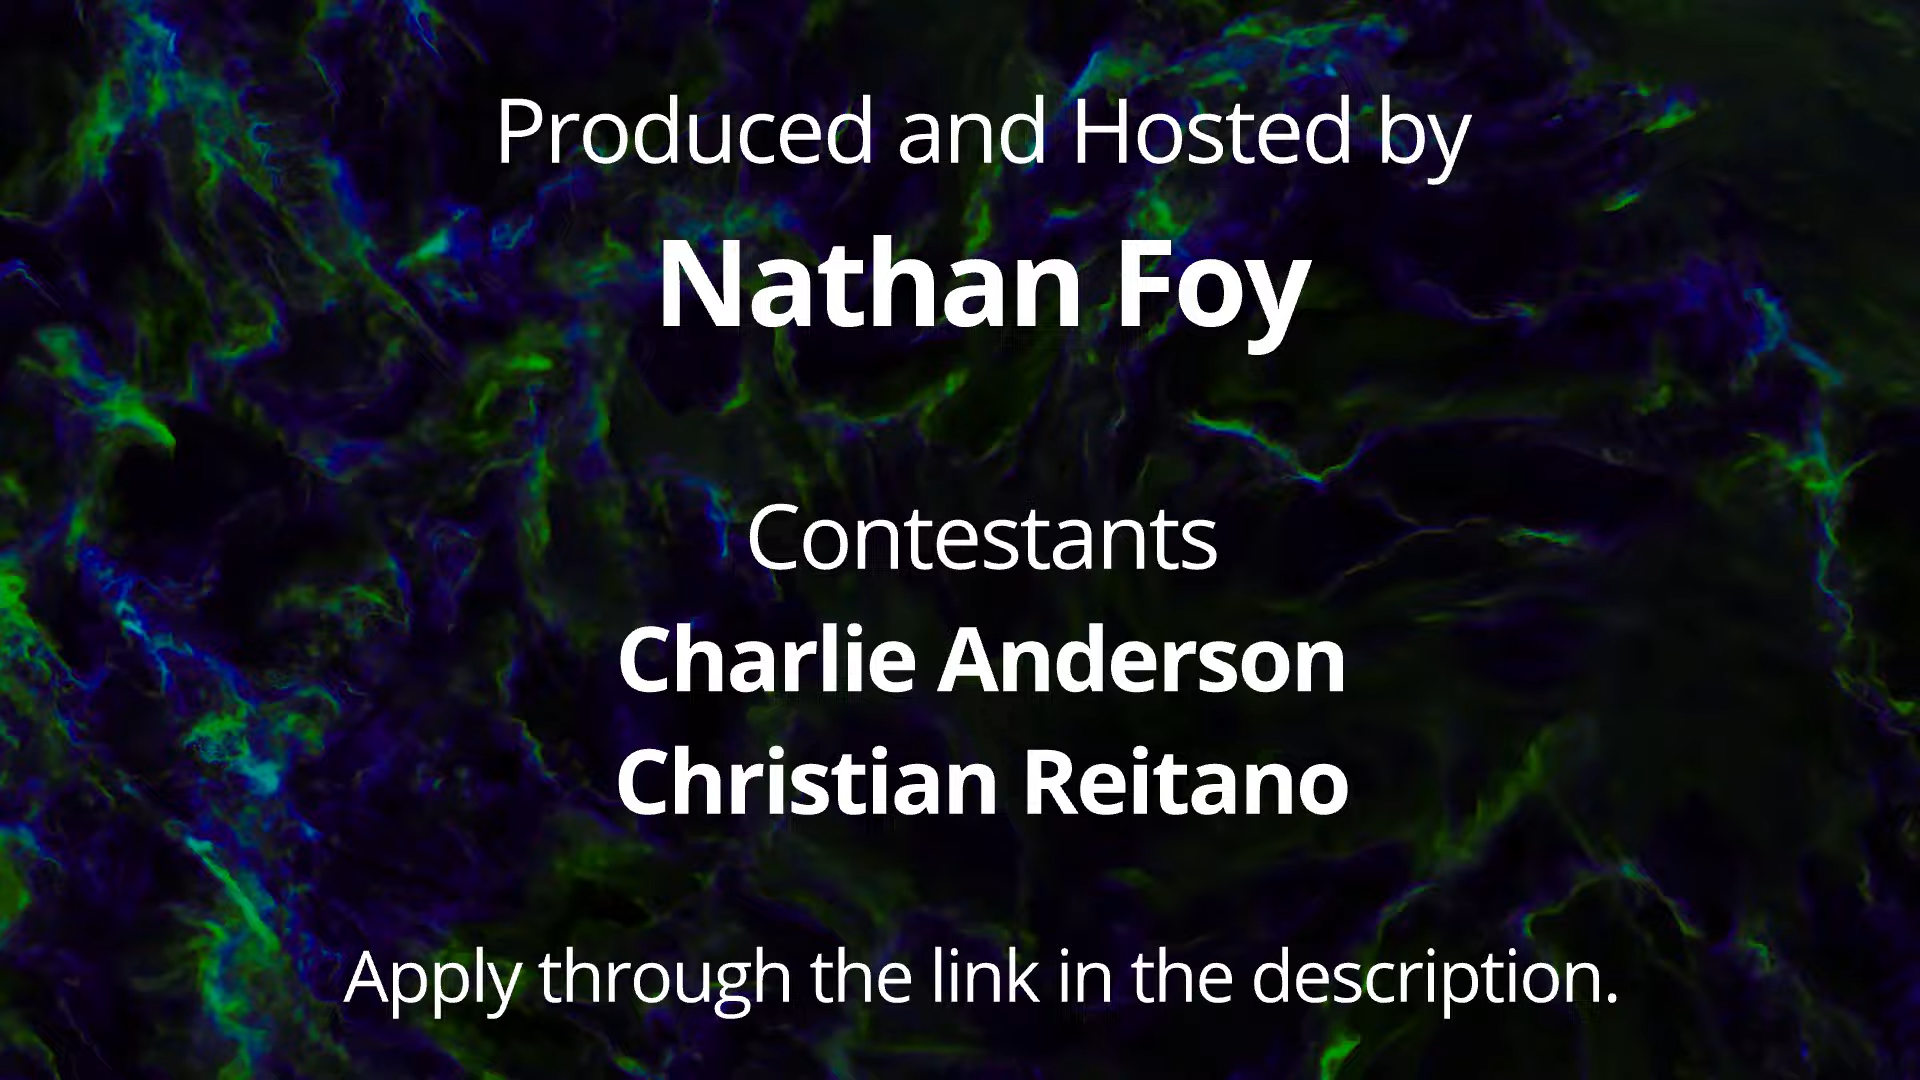 Produced and Hosted by
Nathan Foy
Contestants
Charlie Anderson
Christian Reitano
Apply through the link in the description.